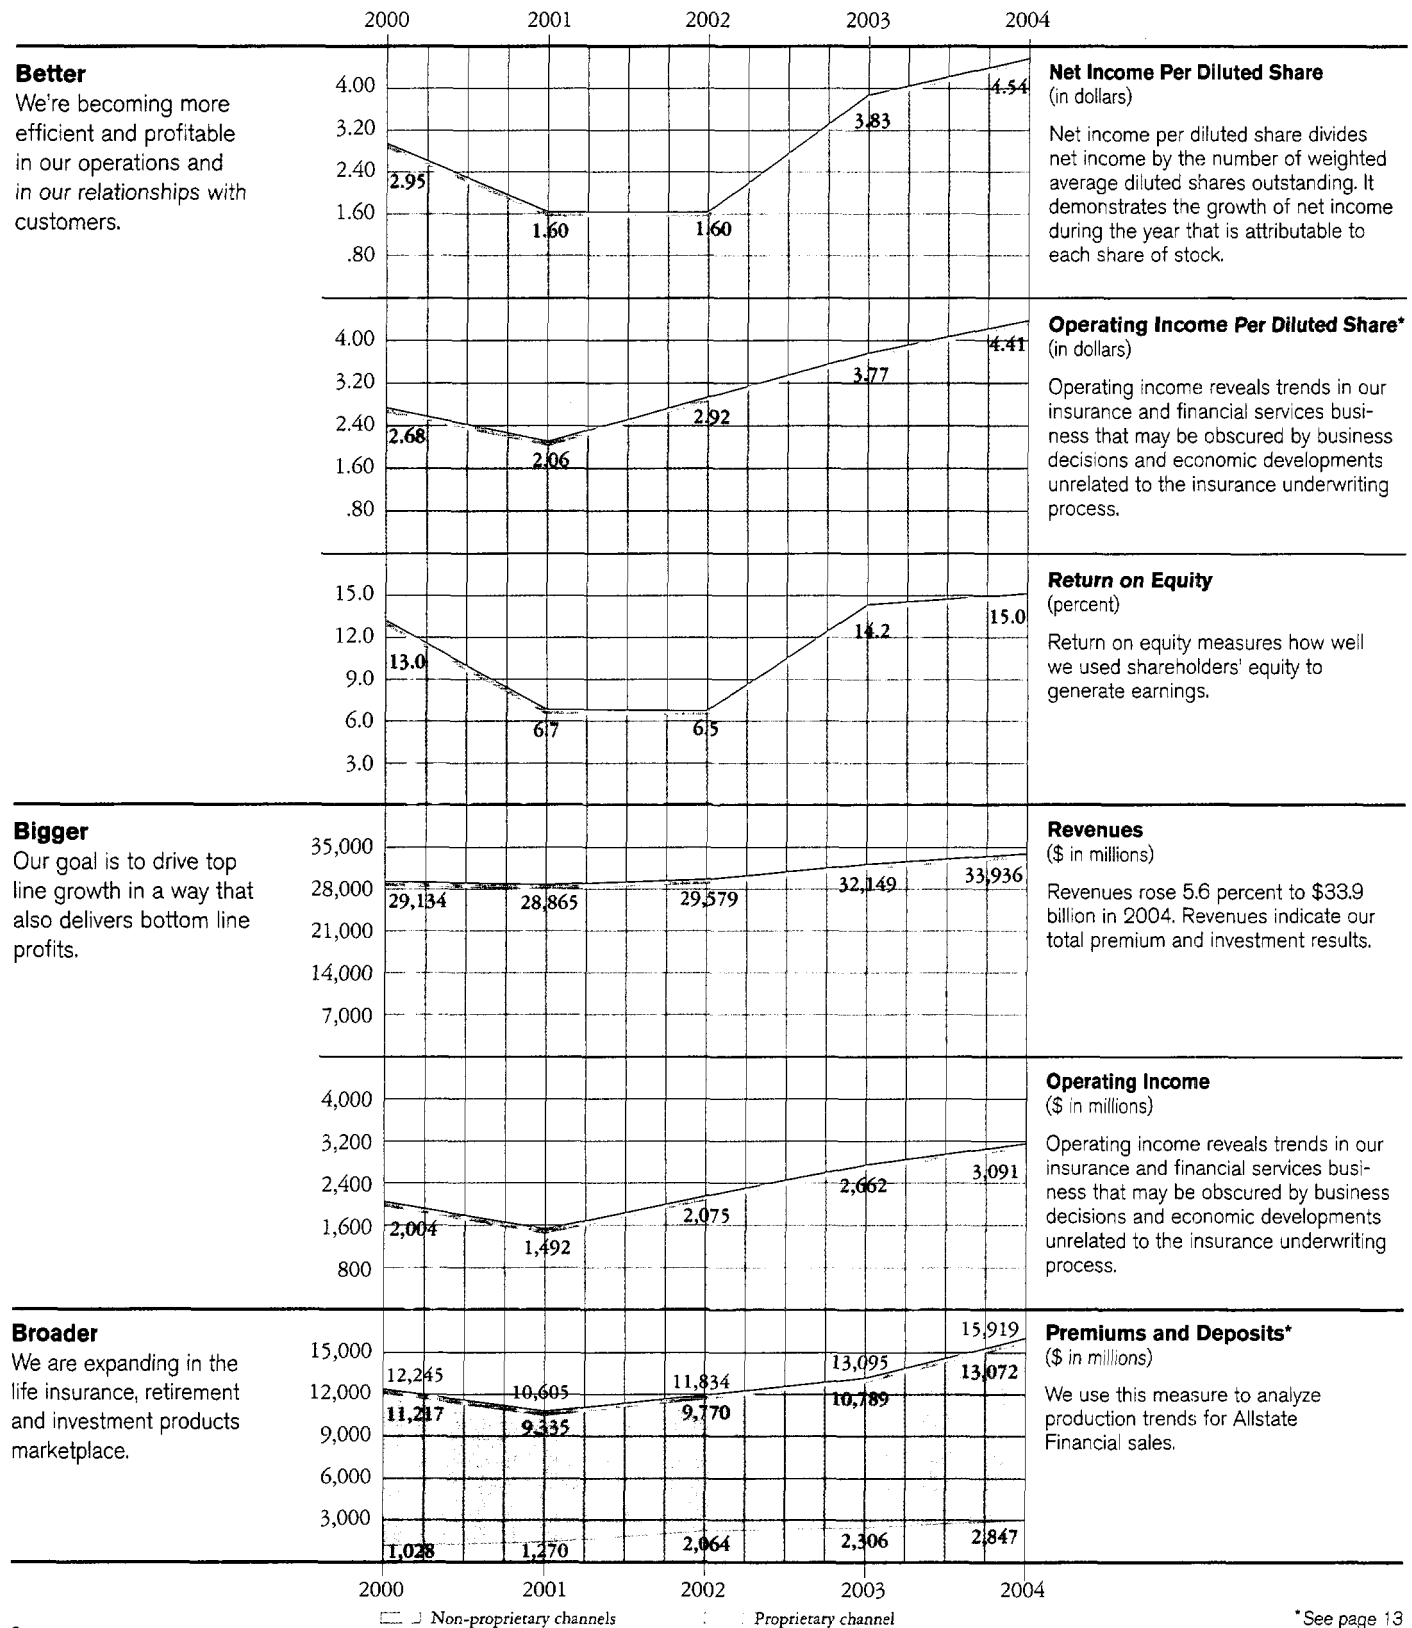 2000 2001 2002 2003 2004
Better
We're becoming more
efficient and profitable
in our operations and
in our relationships with
customers.
4.00
3.20
2.40
1.60
.80
2.95
1.60
1.60
3.83
4.54
Net Income Per Diluted Share
(in dollars)
Net income per diluted share divides
net income by the number of weighted
average diluted shares outstanding. It
demonstrates the growth of net income
during the year that is attributable to
each share of stock.
4.00
3.20
2.40
1.60
.80
2.68
2.06
2.92
3.77
4.41
Operating Income Per Diluted Share*
(in dollars)
Operating income reveals trends in our
insurance and financial services busi-
ness that may be obscured by business
decisions and economic developments
unrelated to the insurance underwriting
process.
15.0
12.0
9.0
6.0
3.0
13.0
6.7
6.5
14.2
15.0
Return on Equity
(percent)
Return on equity measures how well
we used shareholders' equity to
generate earnings.
Bigger
Our goal is to drive top
line growth in a way that
also delivers bottom line
profits.
35,000
28,000
21,000
14,000
7,000
29,134
28,865
29,579
32,149
33,936
Revenues
($ in millions)
Revenues rose 5.6 percent to $33.9
billion in 2004. Revenues indicate our
total premium and investment results.
4,000
3,200
2,400
1,600
800
2,004
1,492
2,075
2,662
3,091
Operating Income
($ in millions)
Operating income reveals trends in our
insurance and financial services busi-
ness that may be obscured by business
decisions and economic developments
unrelated to the insurance underwriting
process.
Broader
We are expanding in the
life insurance, retirement
and investment products
marketplace.
15,000
12,000
9,000
6,000
3,000
12,245
10,605
11,834
13,095
15,919
11,217
9,335
9,770
10,789
13,072
1,028
1,270
2,064
2,306
2,847
Premiums and Deposits*
($ in millions)
We use this measure to analyze
production trends for Allstate
Financial sales.
2000 2001 2002 2003 2004
Non-proprietary channels Proprietary channel
*See page 13